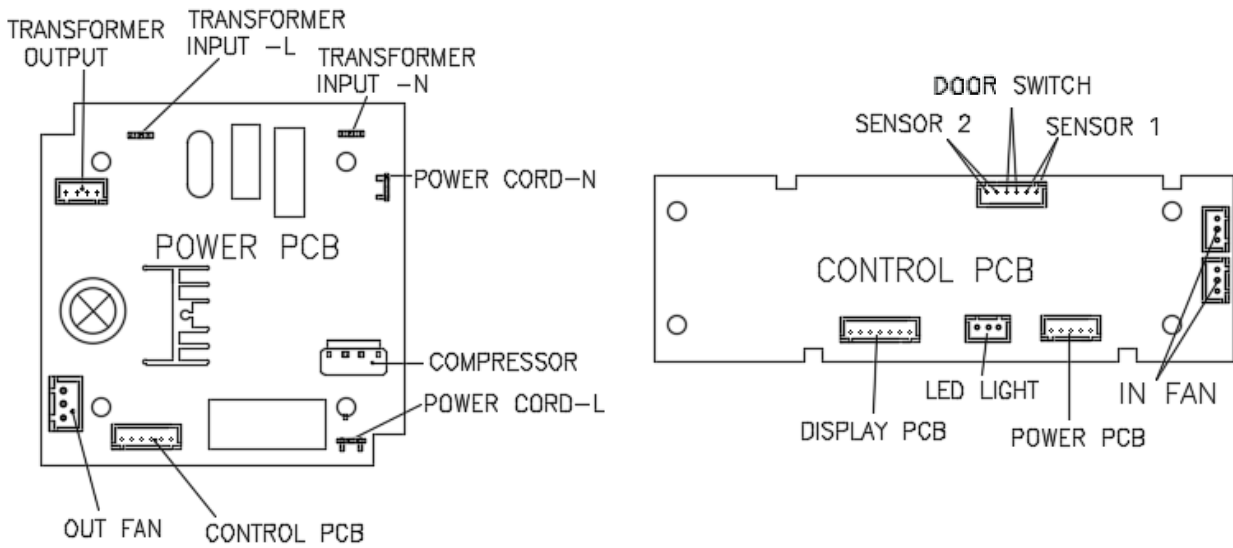 TRANSFORMER
OUTPUT
TRANSFORMER
INPUT -L
TRANSFORMER
INPUT -N
POWER CORD-N
POWER PCB
COMPRESSOR
POWER CORD-L
OUT FAN
CONTROL PCB
DOOR SWITCH
SENSOR 2
SENSOR 1
CONTROL PCB
LED LIGHT
IN FAN
DISPLAY PCB
POWER PCB